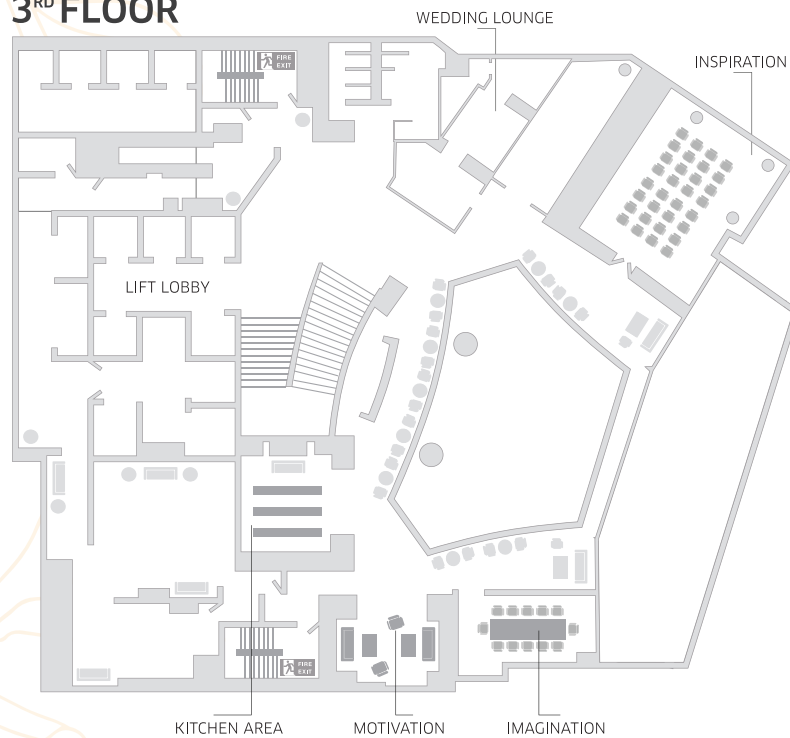 3RD FLOOR
WEDDING LOUNGE
INSPIRATION
FIRE
EXIT
LIFT LOBBY
FIRE
EXIT
KITCHEN AREA
MOTIVATION
IMAGINATION